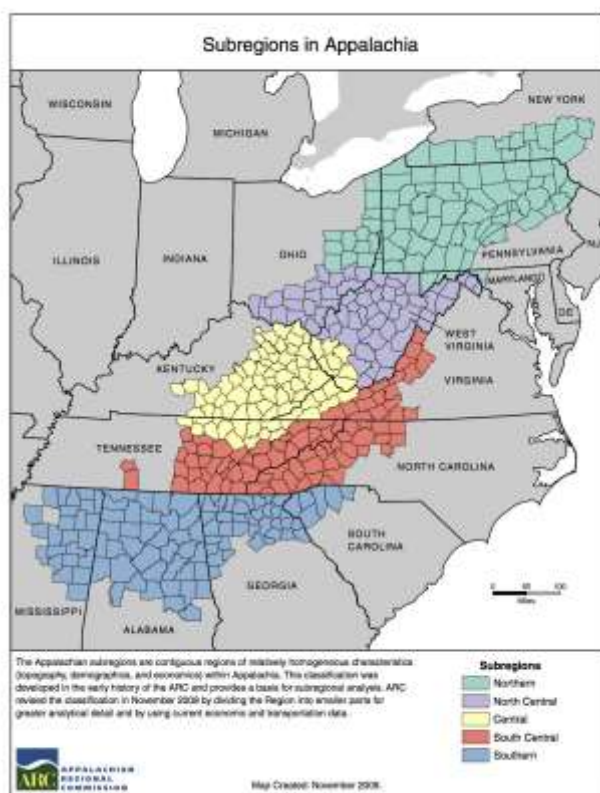 Subregions in Appalachia
WISCONSIN
MICHIGAN
NEW YORK
ILLINOIS
INDIANA
OHIO
PENNSYLVANIA
NJ
MARYLAND
DE
WEST
VIRGINIA
KENTUCKY
VIRGINIA
TENNESSEE
NORTH CAROLINA
SOUTH
CAROLINA
GEORGIA
MISSISSIPPI
ALABAMA
0 50 100
Miles
The Appalachian subregions are contiguous regions of relatively homogeneous characteristics
(topography, demographics, and economics) within Appalachia. This classification was
developed in the early history of the ARC and provides a basis for subregional analysis. ARC
revised the classification in November 2009 by dividing the Region into smaller parts for
greater analytical detail and by using current economic and transportation data.
Subregions
Northern
North Central
Central
South Central
Southern
ARC
APPALACHIAN
REGIONAL
COMMISSION
Map Created: November 2009.